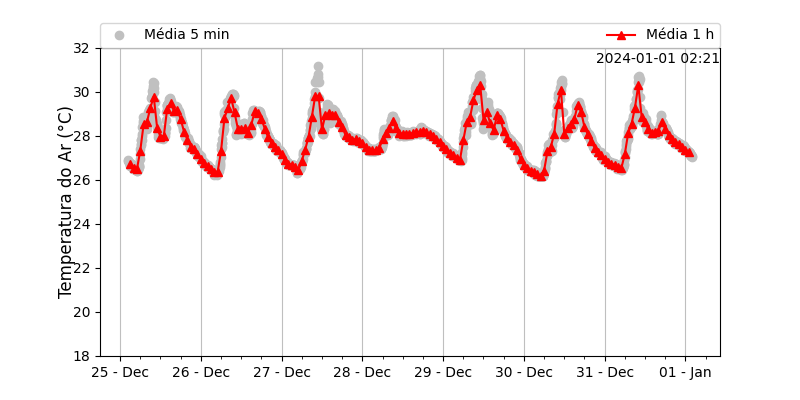 Média 5 min
Média 1 h
2024-01-01 02:21
Temperatura do Ar (°C)
32
30
28
26
24
22
20
18
25 - Dec
26 - Dec
27 - Dec
28 - Dec
29 - Dec
30 - Dec
31 - Dec
01 - Jan